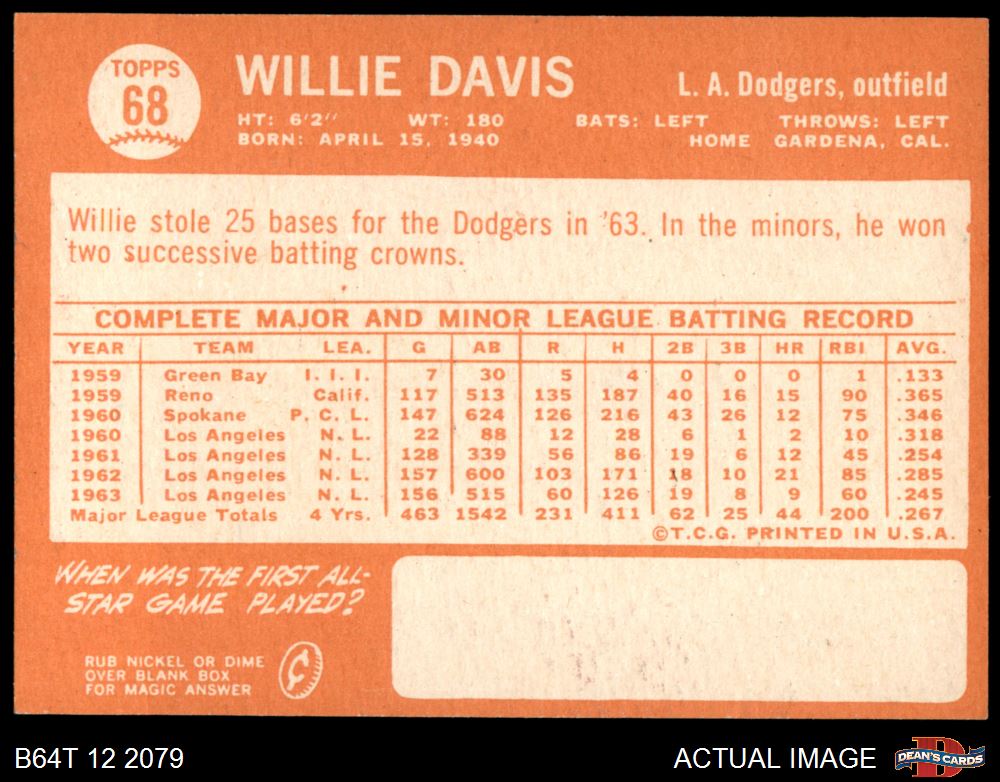 TOPPS
68
WILLIE DAVIS
L. A. Dodgers, outfield
HT: 6'2" WT: 180 BATS: LEFT THROWS: LEFT
BORN: APRIL 15, 1940 HOME GARDENA, CAL.
Willie stole 25 bases for the Dodgers in '63. In the minors, he won
two successive batting crowns.
COMPLETE MAJOR AND MINOR LEAGUE BATTING RECORD
YEAR TEAM LEA. G AB R H 2B 3B HR RBI AVG.
1959 Green Bay I. I. I. 7 30 5 4 0 0 0 1 .133
1959 Reno Calif. 117 513 135 187 40 16 15 90 .365
1960 Spokane P. C. L. 147 624 126 216 43 26 12 75 .346
1960 Los Angeles N. L. 22 88 12 28 6 1 2 10 .318
1961 Los Angeles N. L. 128 339 56 86 19 6 12 45 .254
1962 Los Angeles N. L. 157 600 103 171 18 10 21 85 .285
1963 Los Angeles N. L. 156 515 60 126 19 8 9 60 .245
Major League Totals 4 Yrs. 463 1542 231 411 62 25 44 200 .267
©T.C.G. PRINTED IN U.S.A.
WHEN WAS THE FIRST ALL-
STAR GAME PLAYED?
RUB NICKEL OR DIME
OVER BLANK BOX
FOR MAGIC ANSWER
B64T 12 2079
ACTUAL IMAGE
D
DEAN'S CARDS